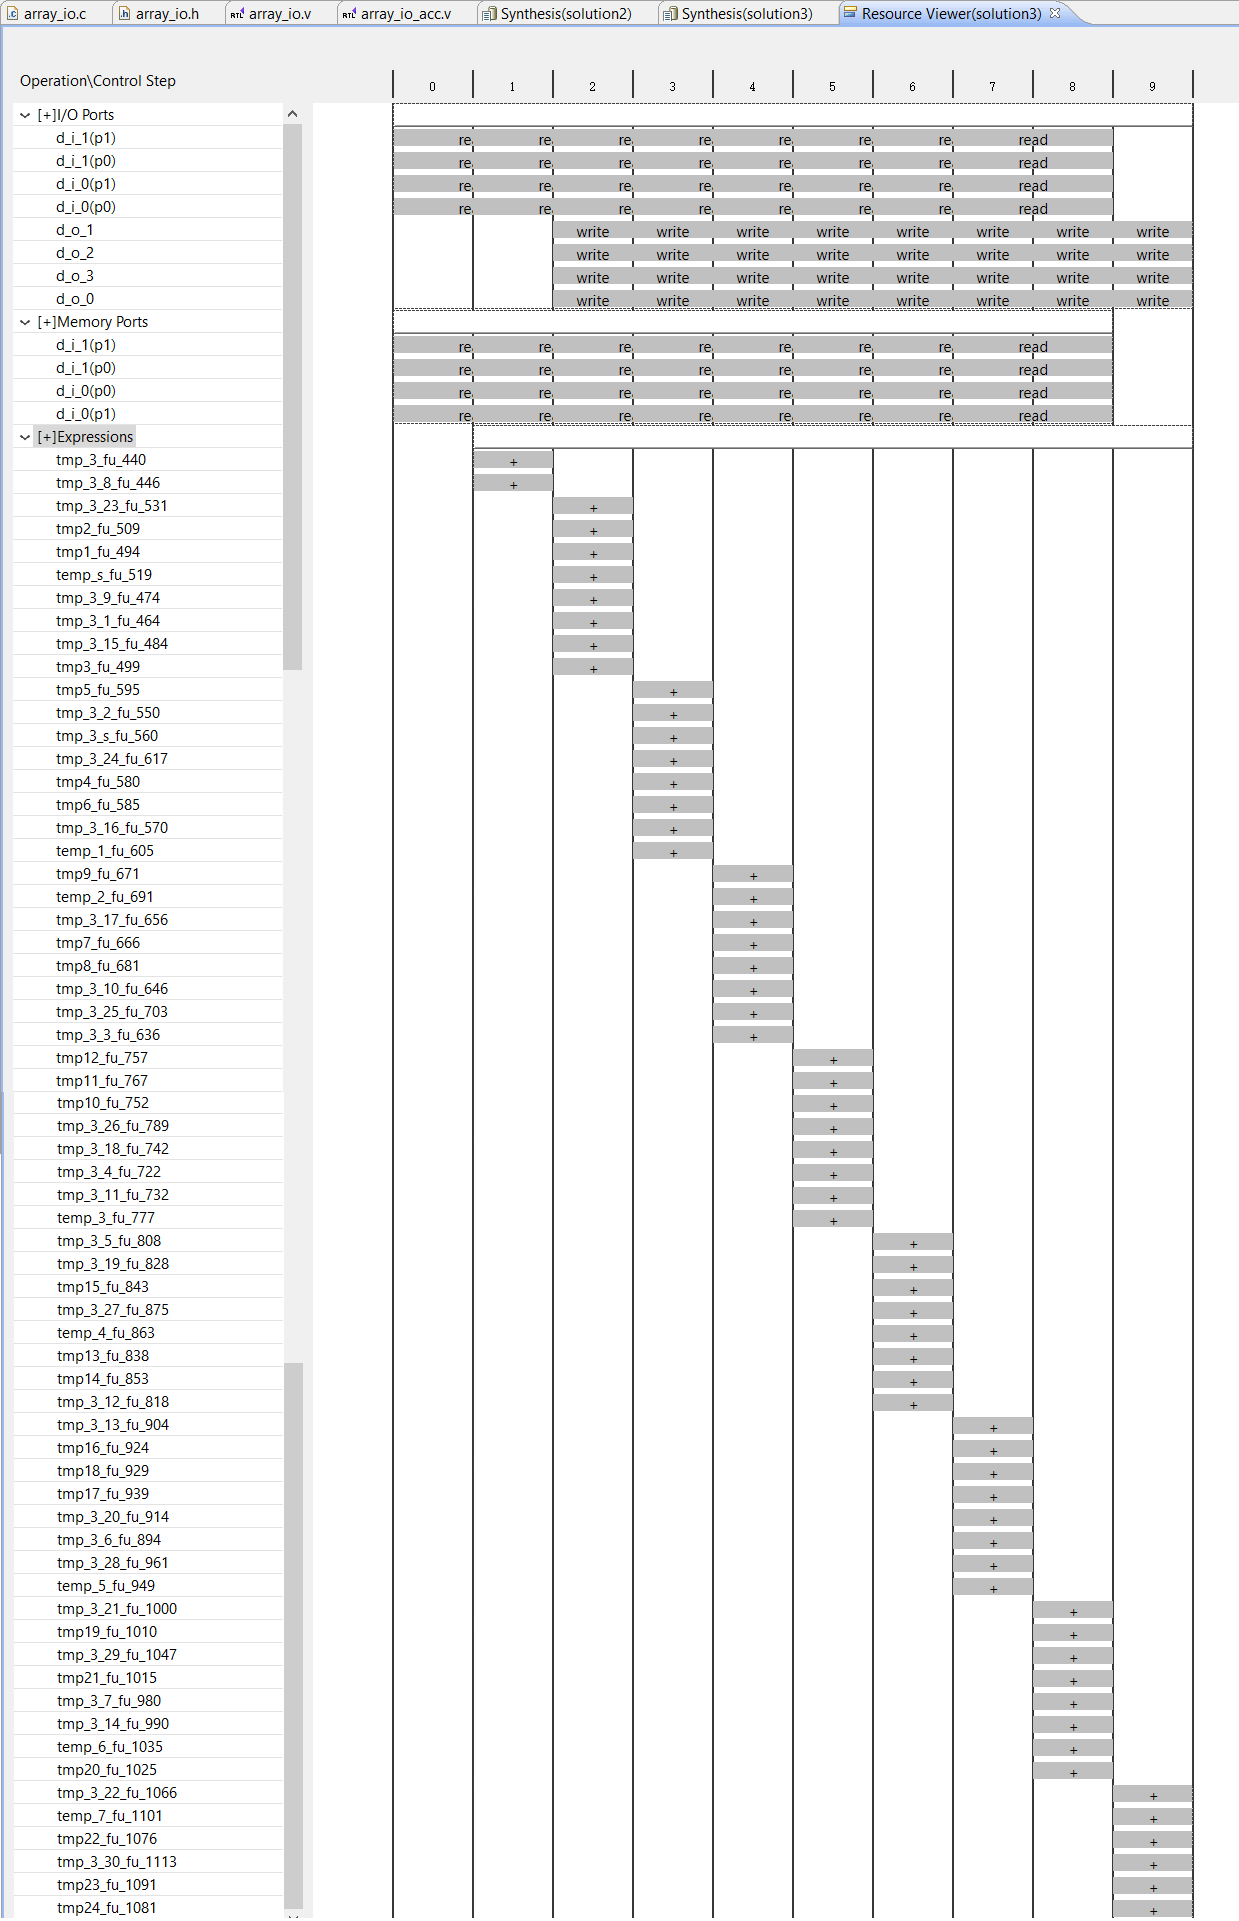 array_io.c array_io.h array_io.v array_io_acc.v Synthesis(solution2) Synthesis(solution3) Resource Viewer(solution3)
Operation\Control Step 0 1 2 3 4 5 6 7 8 9
[+]I/O Ports
d_i_1(p1) re re re re re re re read
d_i_1(p0) re re re re re re re read
d_i_0(p1) re re re re re re re read
d_i_0(p0) re re re re re re re read
d_o_1 write write write write write write write write
d_o_2 write write write write write write write write
d_o_3 write write write write write write write write
d_o_0 write write write write write write write write
[+]Memory Ports
d_i_1(p1) re re re re re re re read
d_i_1(p0) re re re re re re re read
d_i_0(p0) re re re re re re re read
d_i_0(p1) re re re re re re re read
[+]Expressions
tmp_3_fu_440 +
tmp_3_8_fu_446 +
tmp_3_23_fu_531 +
tmp2_fu_509 +
tmp1_fu_494 +
temp_s_fu_519 +
tmp_3_9_fu_474 +
tmp_3_1_fu_464 +
tmp_3_15_fu_484 +
tmp3_fu_499 +
tmp5_fu_595 +
tmp_3_2_fu_550 +
tmp_3_s_fu_560 +
tmp_3_24_fu_617 +
tmp4_fu_580 +
tmp6_fu_585 +
tmp_3_16_fu_570 +
temp_1_fu_605 +
tmp9_fu_671 +
temp_2_fu_691 +
tmp_3_17_fu_656 +
tmp7_fu_666 +
tmp8_fu_681 +
tmp_3_10_fu_646 +
tmp_3_25_fu_703 +
tmp_3_3_fu_636 +
tmp12_fu_757 +
tmp11_fu_767 +
tmp10_fu_752 +
tmp_3_26_fu_789 +
tmp_3_18_fu_742 +
tmp_3_4_fu_722 +
tmp_3_11_fu_732 +
temp_3_fu_777 +
tmp_3_5_fu_808 +
tmp_3_19_fu_828 +
tmp15_fu_843 +
tmp_3_27_fu_875 +
temp_4_fu_863 +
tmp13_fu_838 +
tmp14_fu_853 +
tmp_3_12_fu_818 +
tmp_3_13_fu_904 +
tmp16_fu_924 +
tmp18_fu_929 +
tmp17_fu_939 +
tmp_3_20_fu_914 +
tmp_3_6_fu_894 +
tmp_3_28_fu_961 +
temp_5_fu_949 +
tmp_3_21_fu_1000 +
tmp19_fu_1010 +
tmp_3_29_fu_1047 +
tmp21_fu_1015 +
tmp_3_7_fu_980 +
tmp_3_14_fu_990 +
temp_6_fu_1035 +
tmp20_fu_1025 +
tmp_3_22_fu_1066 +
temp_7_fu_1101 +
tmp22_fu_1076 +
tmp_3_30_fu_1113 +
tmp23_fu_1091 +
tmp24_fu_1081 +